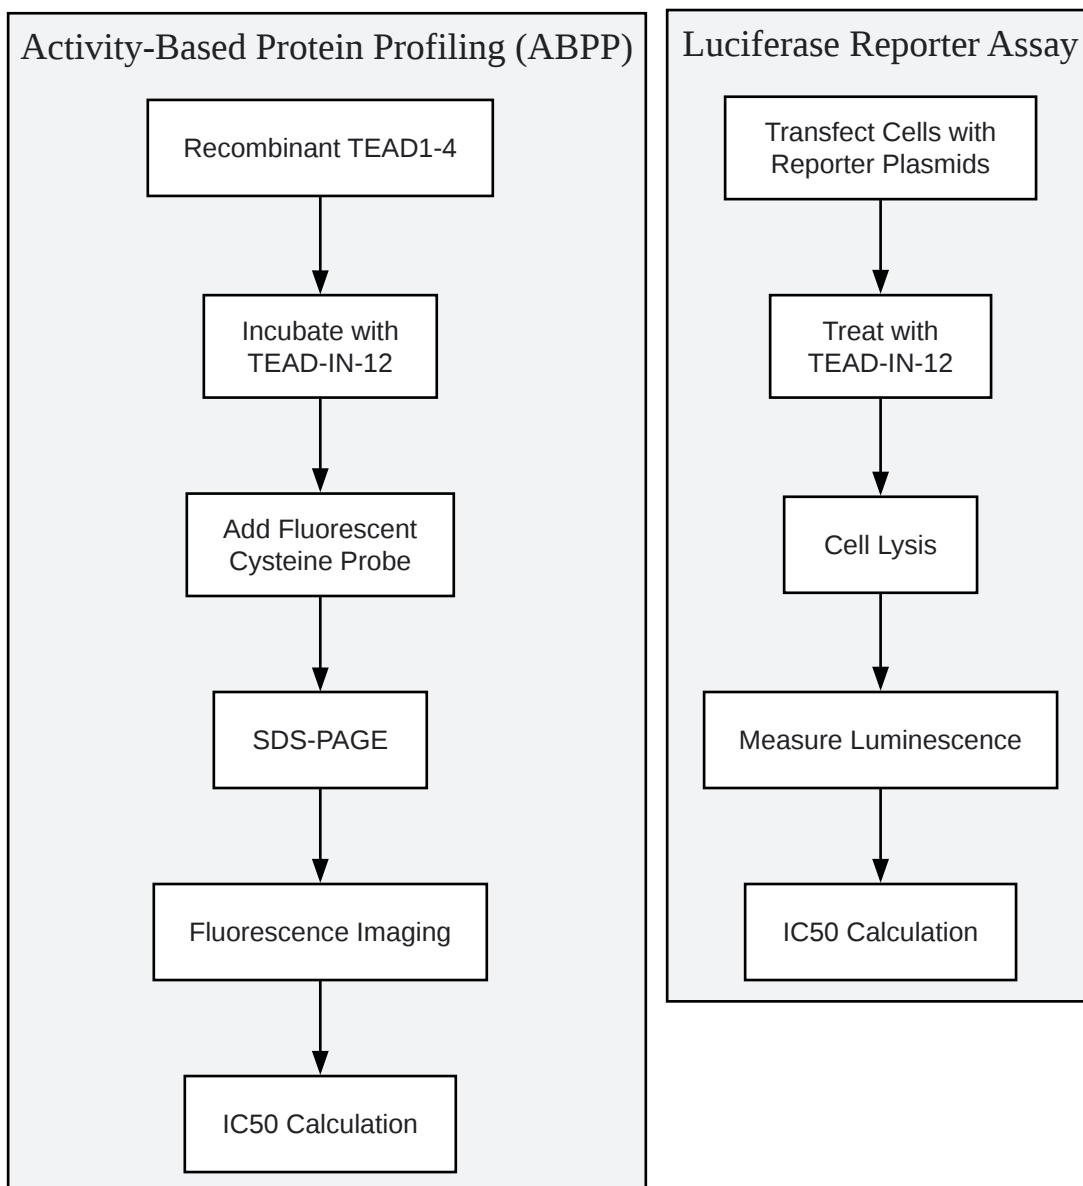 Activity-Based Protein Profiling (ABPP)
Recombinant TEAD1-4
Incubate with
TEAD-IN-12
Add Fluorescent
Cysteine Probe
SDS-PAGE
Fluorescence Imaging
IC50 Calculation
Luciferase Reporter Assay
Transfect Cells with
Reporter Plasmids
Treat with
TEAD-IN-12
Cell Lysis
Measure Luminescence
IC50 Calculation